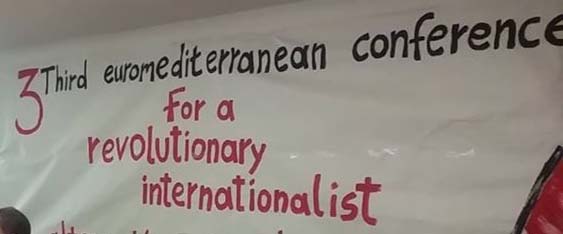 3 Third euromediterranean conference
For a
revolutionary
internationalist